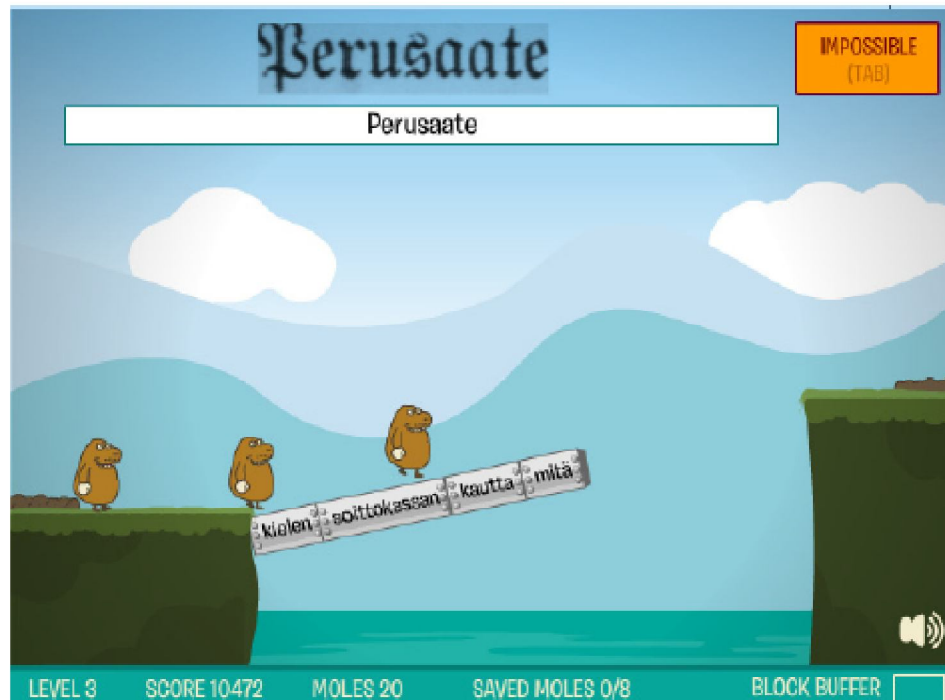 Perusaate
IMPOSSIBLE
(TAB)
Perusaate
kielen soittokassan kautta mitä
LEVEL 3 SCORE 10472 MOLES 20 SAVED MOLES 0/8 BLOCK BUFFER